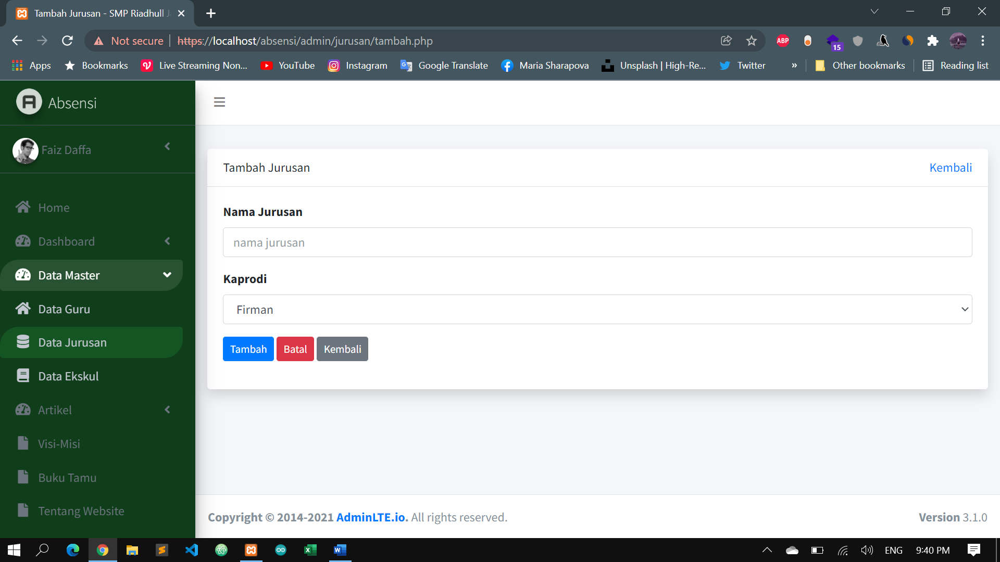 Tambah Jurusan - SMP Riadhull
Not secure https://localhost/absensi/admin/jurusan/tambah.php
ABP
15
Apps Bookmarks Live Streaming Non... YouTube Instagram Google Translate Maria Sharapova Unsplash | High-Re... Twitter » Other bookmarks Reading list
A Absensi
Faiz Daffa
Tambah Jurusan Kembali
Home
Nama Jurusan
Dashboard
nama jurusan
Data Master
Kaprodi
Data Guru
Firman
Data Jurusan
Tambah Batal Kembali
Data Ekskul
Artikel
Visi-Misi
Buku Tamu
Tentang Website
Copyright © 2014-2021 AdminLTE.io. All rights reserved. Version 3.1.0
ENG 9:40 PM